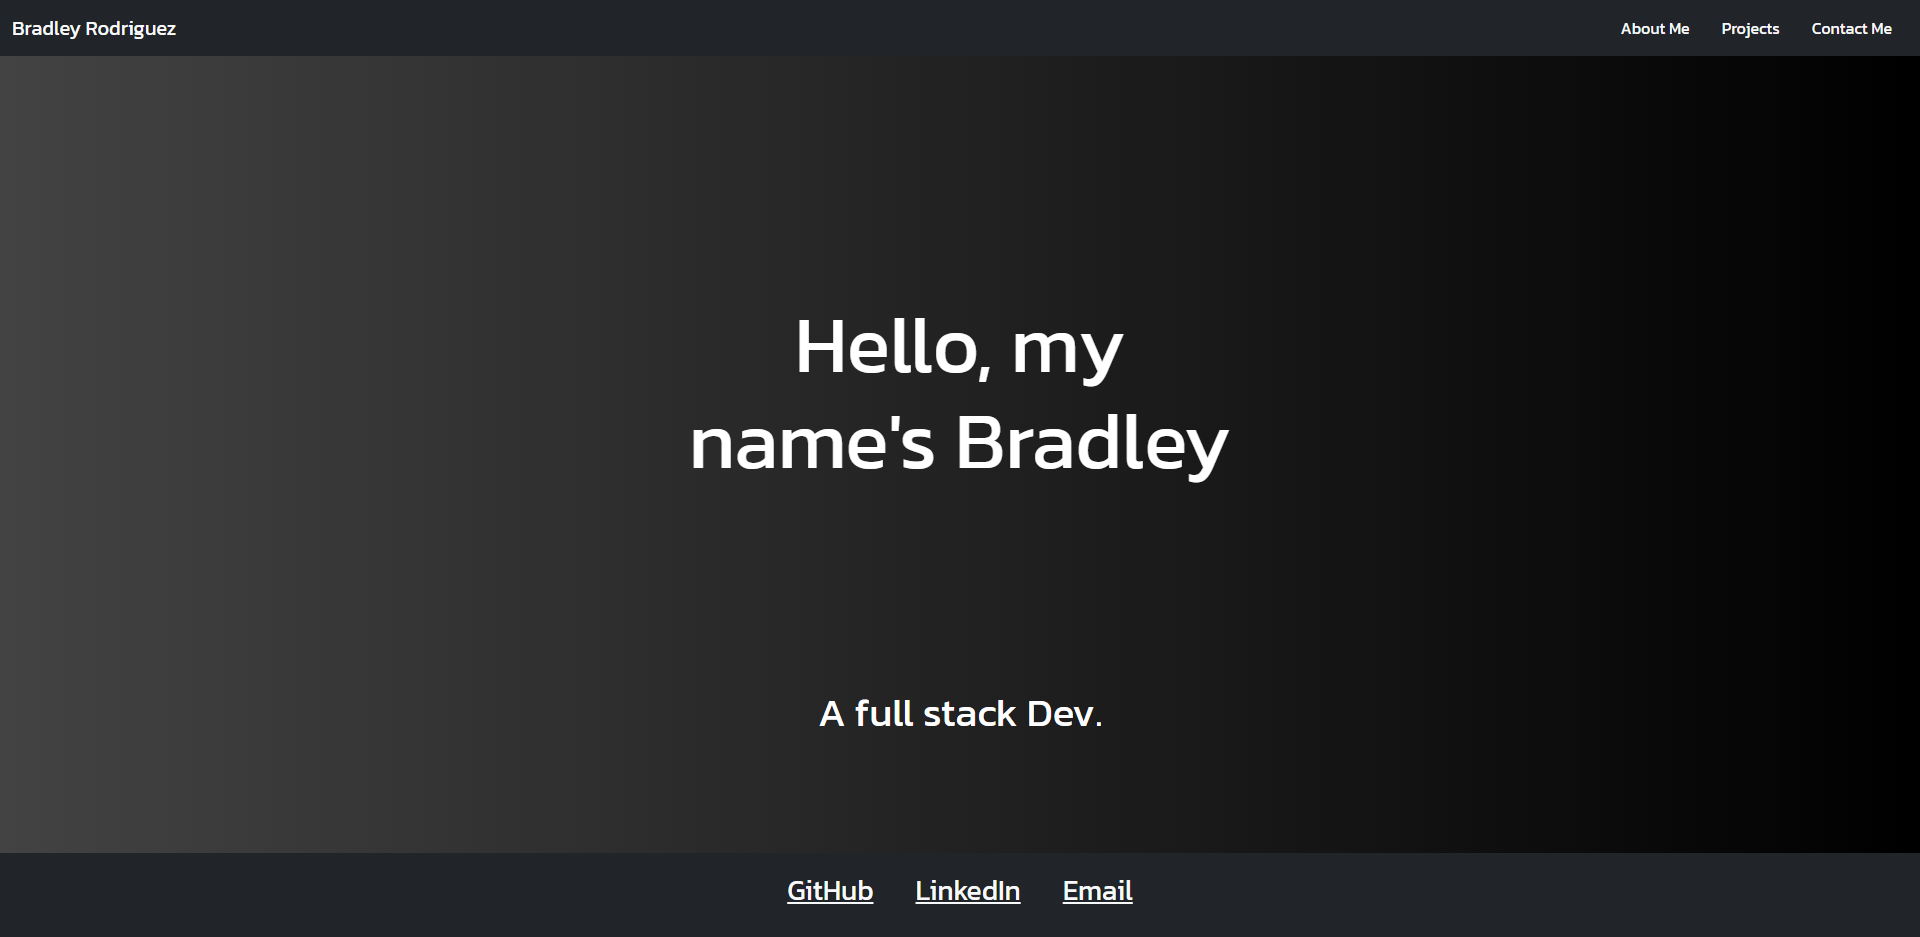 Bradley Rodriguez
About Me Projects Contact Me
Hello, my
name's Bradley
A full stack Dev.
GitHub LinkedIn Email